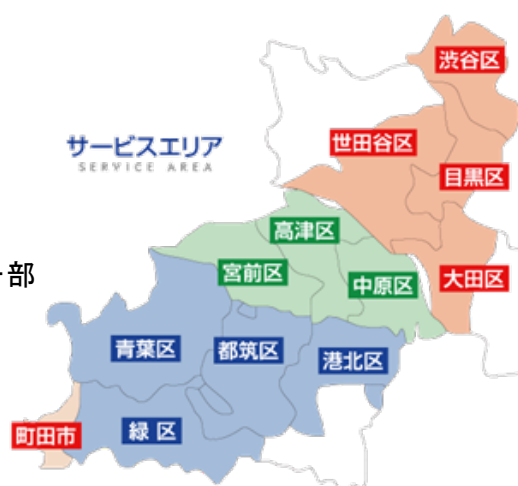 渋谷区
サービスエリア
SERVICE AREA
世田谷区
目黒区
高津区
部
宮前区
中原区
大田区
青葉区
都筑区
港北区
町田市
緑 区